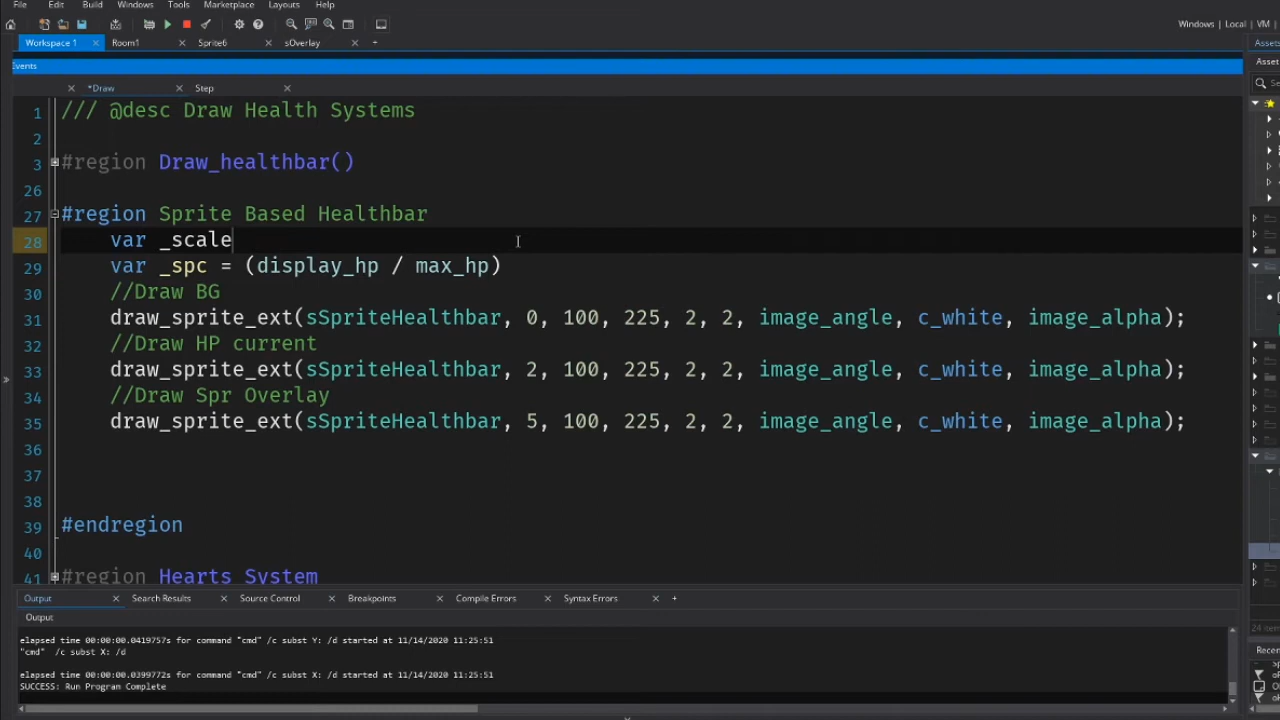 File Edit Build Windows Tools Marketplace Layouts Help
Windows | Local | VM
Workspace 1 Room1 Sprite6 sOverlay
Assets
Events
Asset
*Draw Step
1 /// @desc Draw Health Systems
2
3 #region Draw_healthbar()
26
27 #region Sprite Based Healthbar
28 var _scale
29 var _spc = (display_hp / max_hp)
30 //Draw BG
31 draw_sprite_ext(sSpriteHealthbar, 0, 100, 225, 2, 2, image_angle, c_white, image_alpha);
32 //Draw HP current
33 draw_sprite_ext(sSpriteHealthbar, 2, 100, 225, 2, 2, image_angle, c_white, image_alpha);
34 //Draw Spr Overlay
35 draw_sprite_ext(sSpriteHealthbar, 5, 100, 225, 2, 2, image_angle, c_white, image_alpha);
36
37
38
39 #endregion
40
41 #region Hearts System
Output Search Results Source Control Breakpoints Compile Errors Syntax Errors
Output
24 item
elapsed time 00:00:00.0419757s for command "cmd" /c subst Y: /d started at 11/14/2020 11:25:51
"cmd" /c subst X: /d
Recen
elapsed time 00:00:00.0399772s for command "cmd" /c subst X: /d started at 11/14/2020 11:25:51
SUCCESS: Run Program Complete